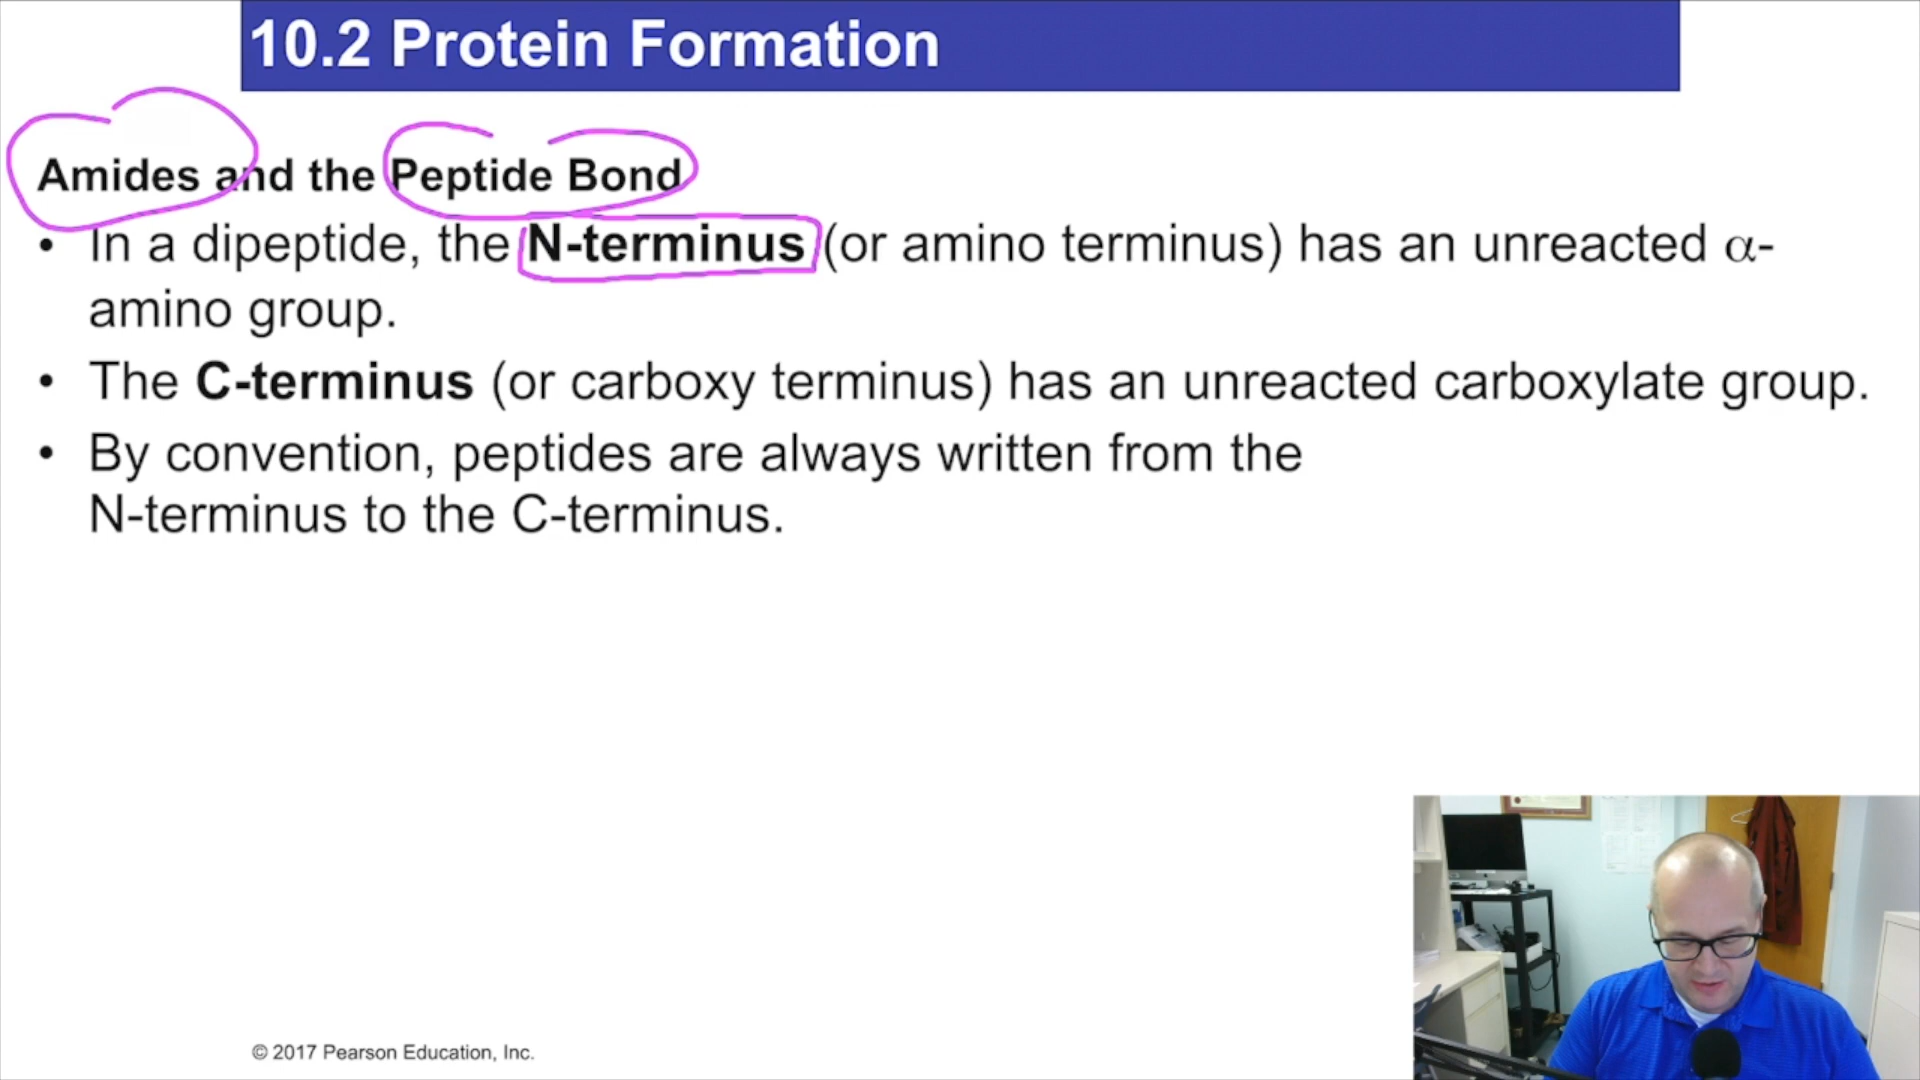 10.2 Protein Formation
Amides and the Peptide Bond
• In a dipeptide, the N-terminus (or amino terminus) has an unreacted α-
amino group.
• The C-terminus (or carboxy terminus) has an unreacted carboxylate group.
• By convention, peptides are always written from the
N-terminus to the C-terminus.
© 2017 Pearson Education, Inc.